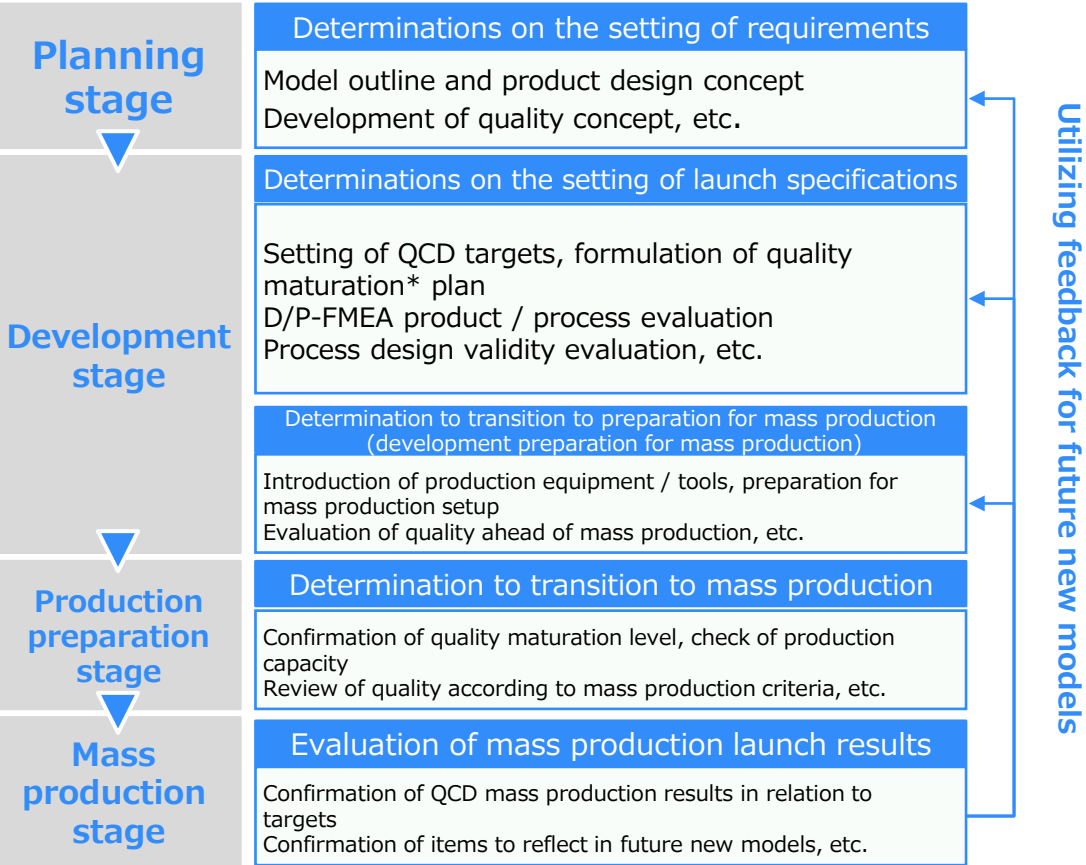 Planning
stage
Determinations on the setting of requirements
Model outline and product design concept
Development of quality concept, etc.
Development
stage
Determinations on the setting of launch specifications
Setting of QCD targets, formulation of quality
maturation* plan
D/P-FMEA product / process evaluation
Process design validity evaluation, etc.
Determination to transition to preparation for mass production
(development preparation for mass production)
Introduction of production equipment / tools, preparation for
mass production setup
Evaluation of quality ahead of mass production, etc.
Production
preparation
stage
Determination to transition to mass production
Confirmation of quality maturation level, check of production
capacity
Review of quality according to mass production criteria, etc.
Mass
production
stage
Evaluation of mass production launch results
Confirmation of QCD mass production results in relation to
targets
Confirmation of items to reflect in future new models, etc.
Utilizing feedback for future new models